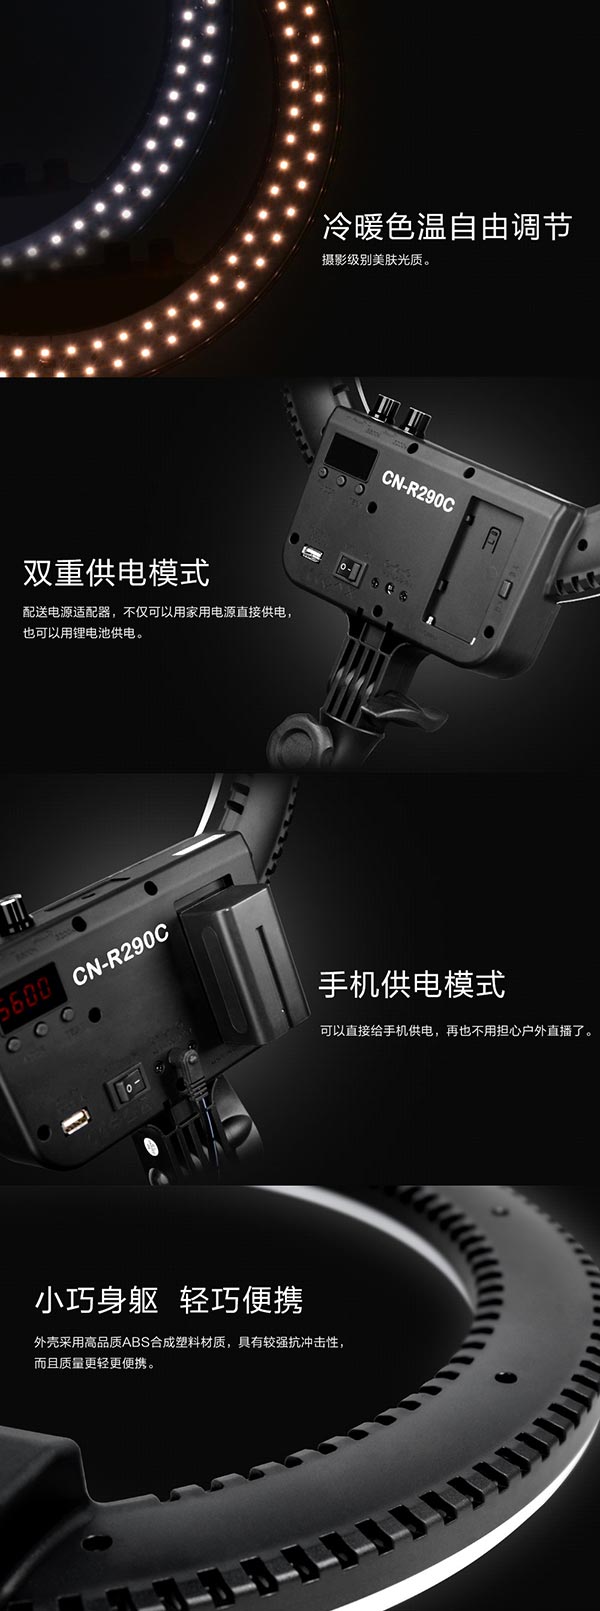 冷暖色温自由调节
摄影级别美肤光质。
CN-R290C
双重供电模式
配送电源适配器，不仅可以用家用电源直接供电，
也可以用锂电池供电。
CN-R290C
5600
手机供电模式
可以直接给手机供电，再也不用担心户外直播了。
小巧身躯 轻巧便携
外壳采用高品质ABS合成塑料材质，具有较强抗冲击性，
而且质量更轻更便携。